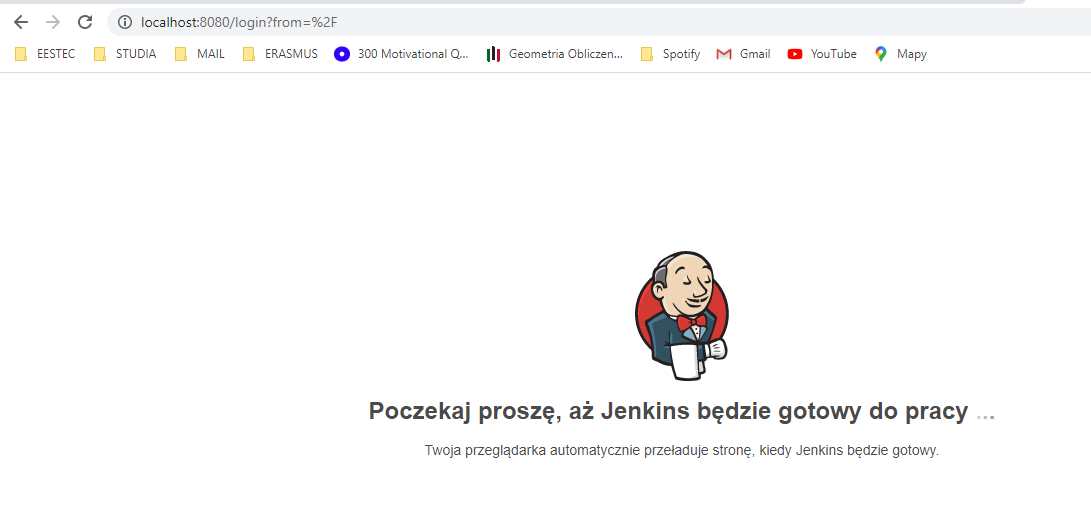 localhost:8080/login?from=%2F
EESTEC STUDIA MAIL ERASMUS 300 Motivational Q... Geometria Obliczen... Spotify Gmail YouTube Mapy
Poczekaj proszę, aż Jenkins będzie gotowy do pracy ...
Twoja przeglądarka automatycznie przeładuje stronę, kiedy Jenkins będzie gotowy.